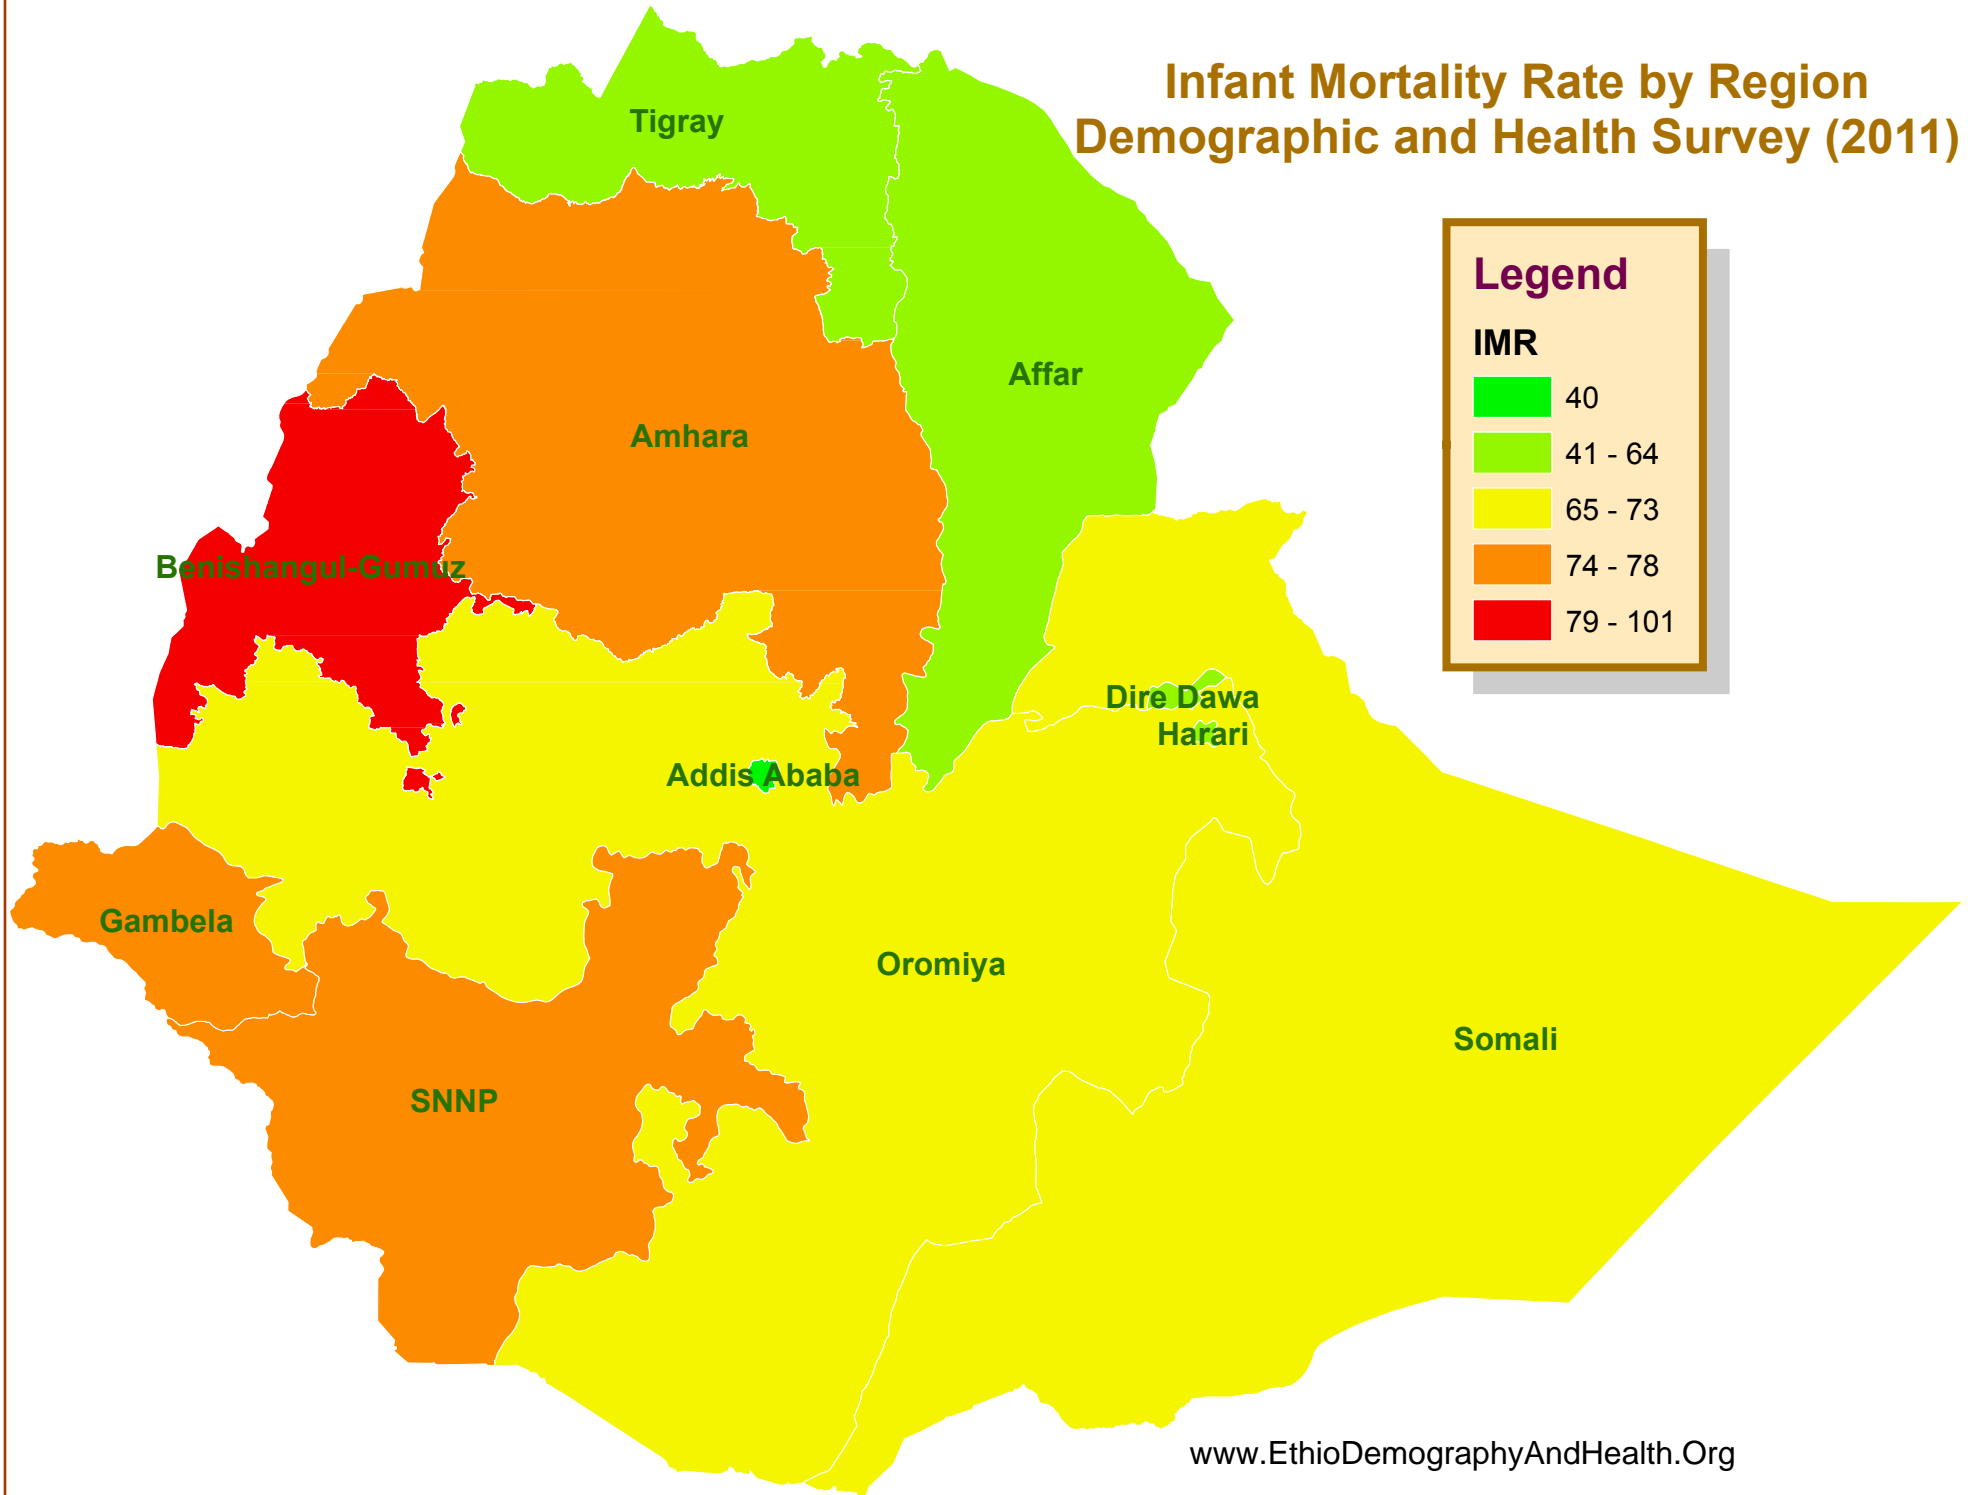 Infant Mortality Rate by Region
Demographic and Health Survey (2011)
Tigray
Legend
IMR
40
41 - 64
65 - 73
74 - 78
79 - 101
Affar
Amhara
Benishangul-Gumuz
Dire Dawa
Harari
Addis Ababa
Gambela
Oromiya
Somali
SNNP
www.EthioDemographyAndHealth.Org